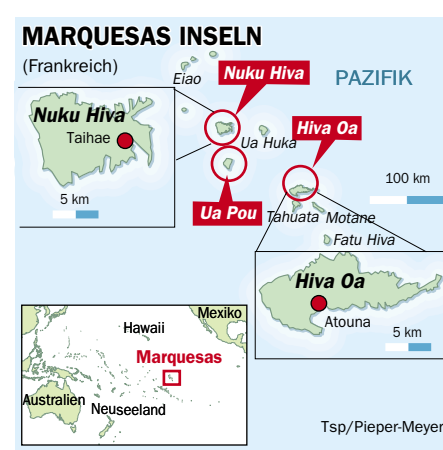 MARQUESAS INSELN
(Frankreich)
Eiao
Nuku Hiva
PAZIFIK
Nuku Hiva
Taihae
5 km
Ua Huka
Hiva Oa
Ua Pou
100 km
Tahuata
Motane
Fatu Hiva
Hiva Oa
Atouna
5 km
Mexiko
Hawaii
Marquesas
Australien
Neuseeland
Tsp/Pieper-Meyer